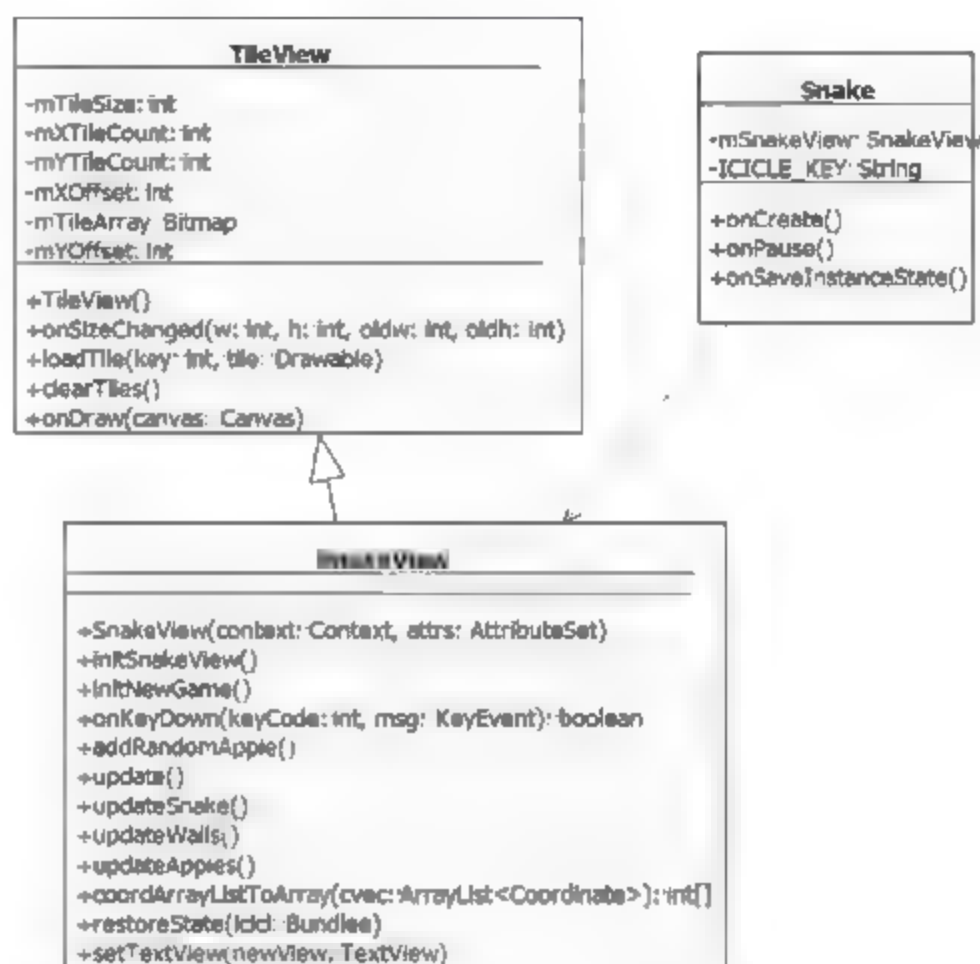 TileView
-mTileSize: int
-mXTileCount: int
-mYTileCount: int
-mXOffset: int
-mTileArray Bitmap
-mYOffset: int
+TileView()
+onSizeChanged(w: int, h: int, oldw: int, oldh: int)
+loadTile(key: int, tile: Drawable)
+clearTiles()
+onDraw(canvas: Canvas)
Snake
-mSnakeView: SnakeView
-ICICLE_KEY: String
+onCreate()
+onPause()
+onSaveInstanceState()
+SnakeView(context: Context, attrs: AttributeSet)
+initSnakeView()
+initNewGame()
+onKeyDown(keyCode: int, msg: KeyEvent): boolean
+addRandomApple()
+update()
+updateSnake()
+updateWalls()
+updateApples()
+coordArrayListToArray(cvec: ArrayList<Coordinate>): int[]
+restoreState(icicl: Bundlee)
+setTextView(newView, TextView)